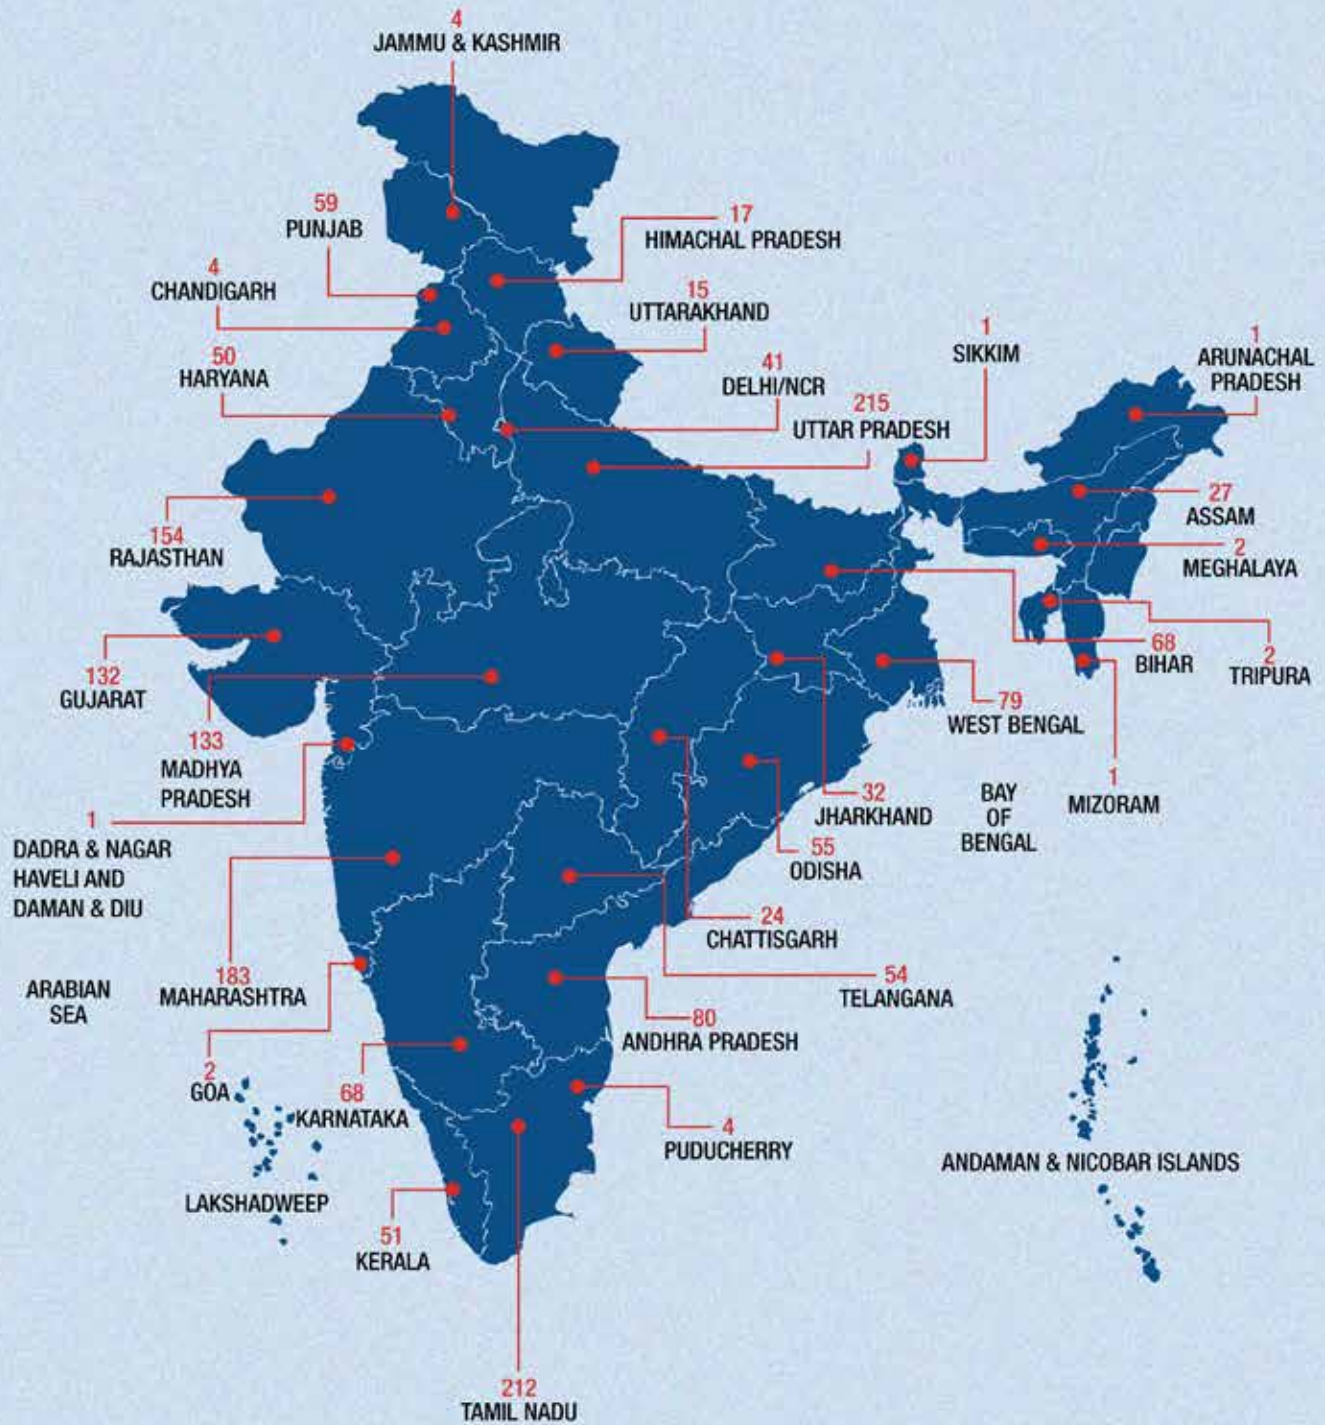 4
JAMMU & KASHMIR
59
PUNJAB
17
HIMACHAL PRADESH
4
CHANDIGARH
15
UTTARAKHAND
1
SIKKIM
1
ARUNACHAL
PRADESH
50
HARYANA
41
DELHI/NCR
215
UTTAR PRADESH
27
ASSAM
154
RAJASTHAN
2
MEGHALAYA
132
GUJARAT
68
BIHAR
2
TRIPURA
79
WEST BENGAL
133
MADHYA
PRADESH
1
MIZORAM
32
JHARKHAND
BAY
OF
BENGAL
1
DADRA & NAGAR
HAVELI AND
DAMAN & DIU
55
ODISHA
24
CHATTISGARH
183
MAHARASHTRA
54
TELANGANA
ARABIAN
SEA
80
ANDHRA PRADESH
2
GOA
68
KARNATAKA
4
PUDUCHERRY
ANDAMAN & NICOBAR ISLANDS
LAKSHADWEEP
51
KERALA
212
TAMIL NADU